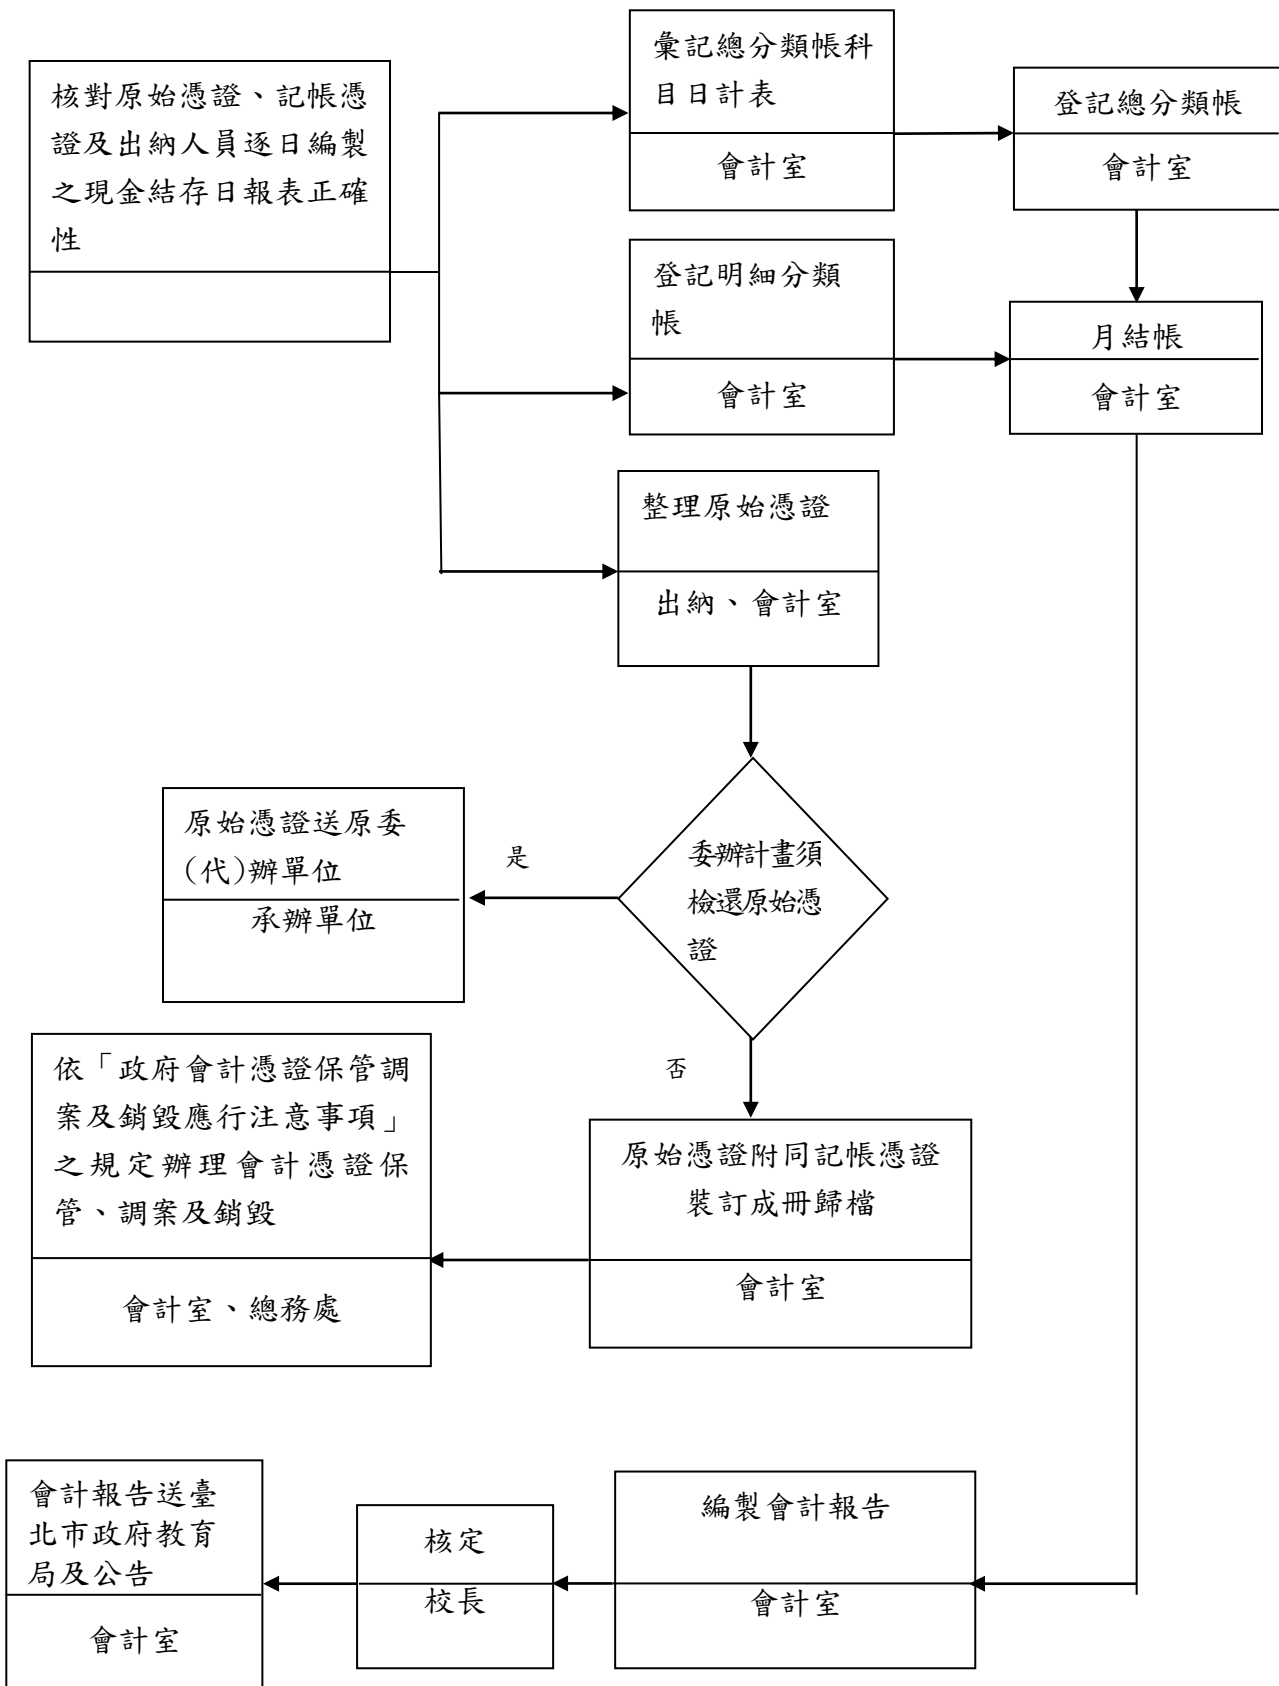 核對原始憑證、記帳憑
證及出納人員逐日編製
之現金結存日報表正確
性
彙記總分類帳科
目日計表
會計室
登記總分類帳
會計室
登記明細分類
帳
會計室
月結帳
會計室
整理原始憑證
出納、會計室
委辦計畫須
檢還原始憑
證
是
原始憑證送原委
(代)辦單位
承辦單位
否
原始憑證附同記帳憑證
裝訂成冊歸檔
會計室
依「政府會計憑證保管調
案及銷毀應行注意事項」
之規定辦理會計憑證保
管、調案及銷毀
會計室、總務處
編製會計報告
會計室
核定
校長
會計報告送臺
北市政府教育
局及公告
會計室